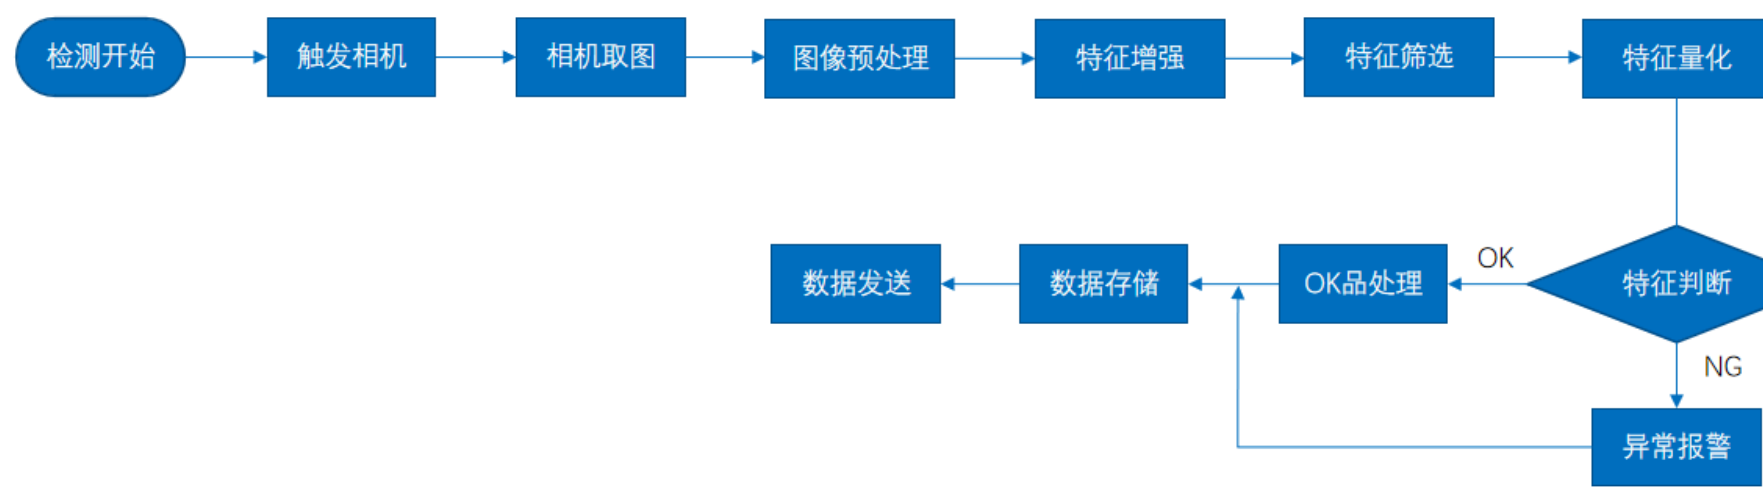 检测开始
触发相机
相机取图
图像预处理
特征增强
特征筛选
特征量化
数据发送
数据存储
OK品处理
OK
特征判断
NG
异常报警